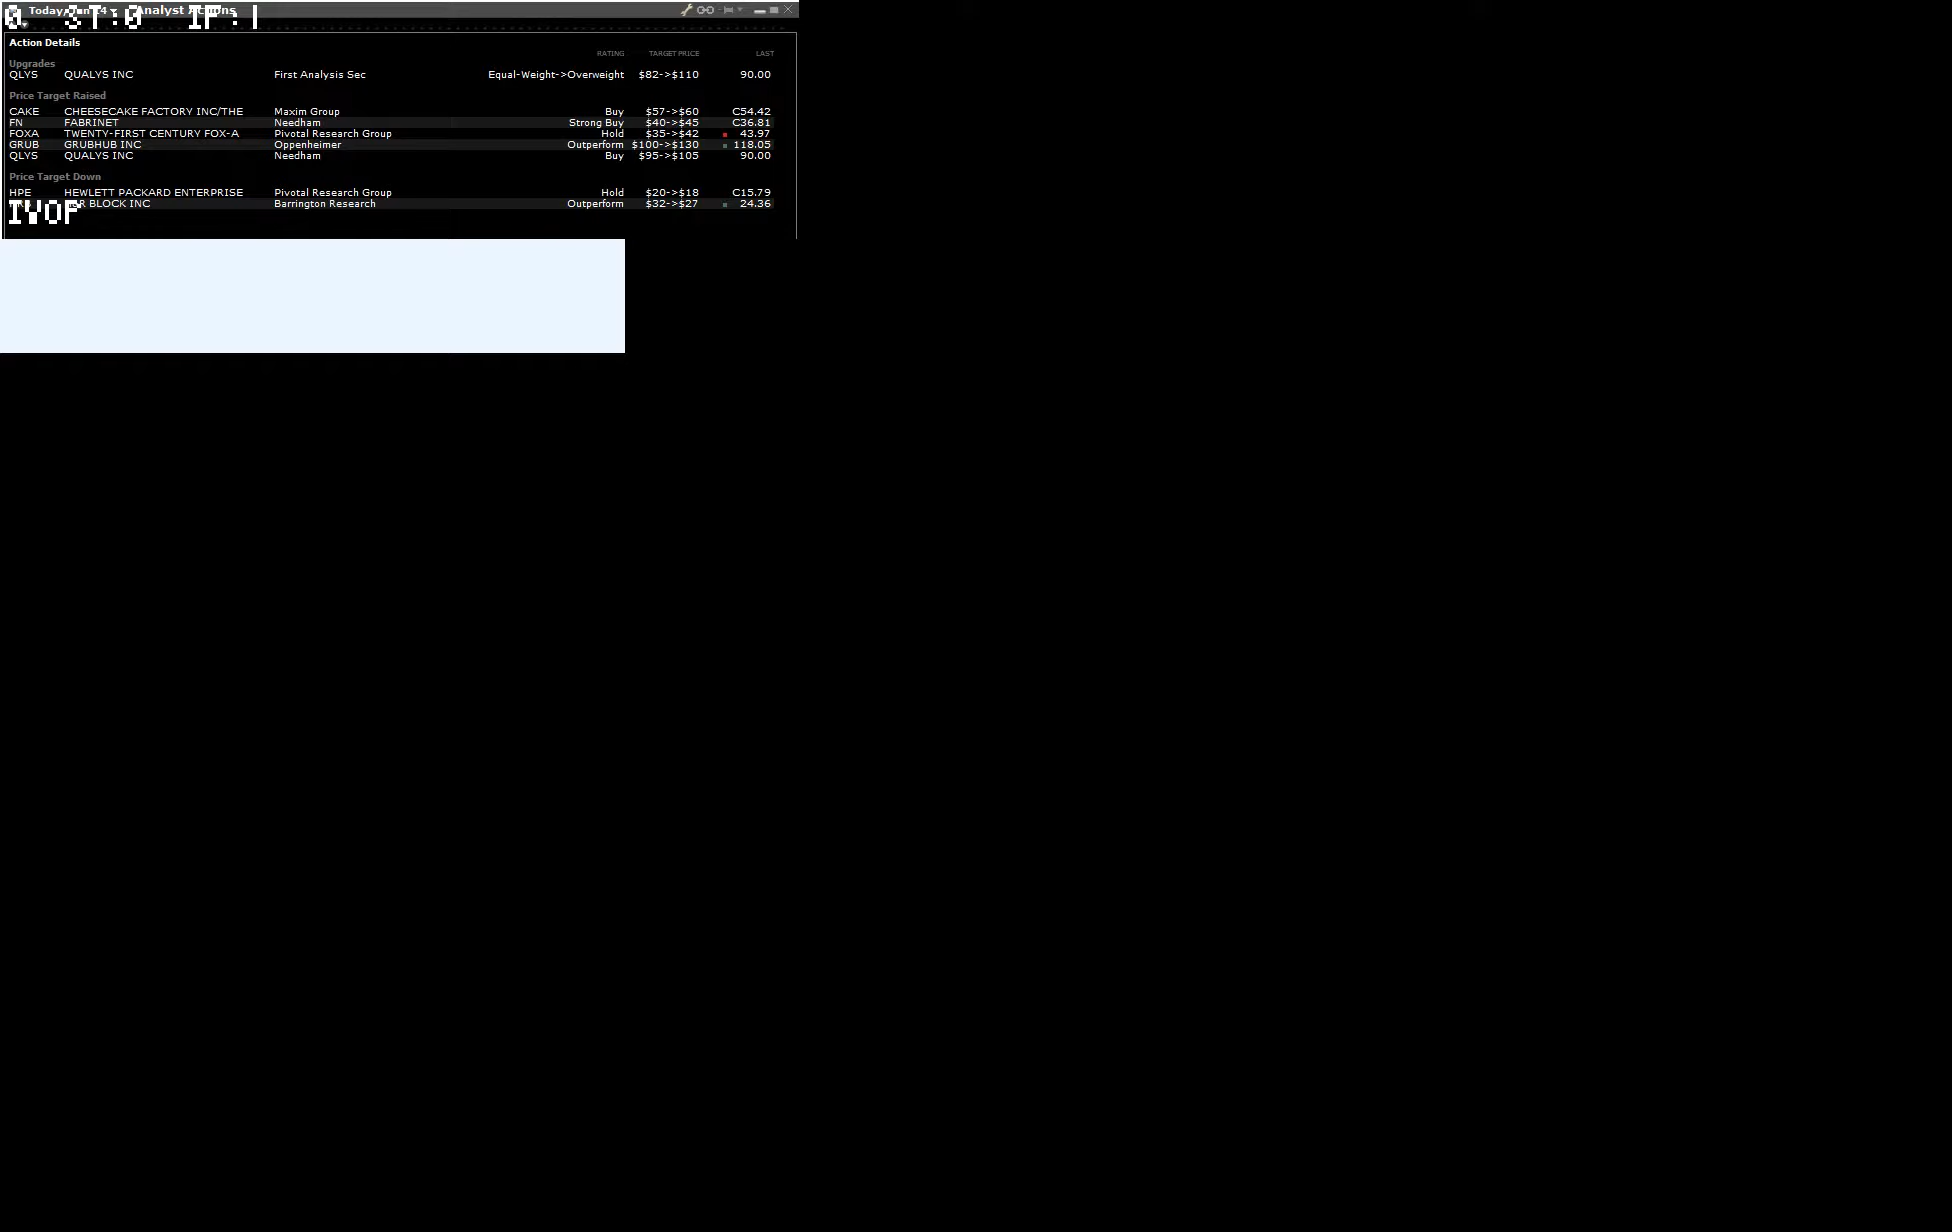 0 ST:0 IF:
Analyst Actions
Action Details
RATING TARGET PRICE LAST
Upgrades
QLYS QUALYS INC First Analysis Sec Equal-Weight->Overweight $82->$110 90.00
Price Target Raised
CAKE CHEESECAKE FACTORY INC/THE Maxim Group Buy $57->$60 C54.42
FN FABRINET Needham Strong Buy $40->$45 C36.81
FOXA TWENTY-FIRST CENTURY FOX-A Pivotal Research Group Hold $35->$42 43.97
GRUB GRUBHUB INC Oppenheimer Outperform $100->$130 118.05
QLYS QUALYS INC Needham Buy $95->$105 90.00
Price Target Down
HPE HEWLETT PACKARD ENTERPRISE Pivotal Research Group Hold $20->$18 C15.79
BLOCK INC Barrington Research Outperform $32->$27 24.36